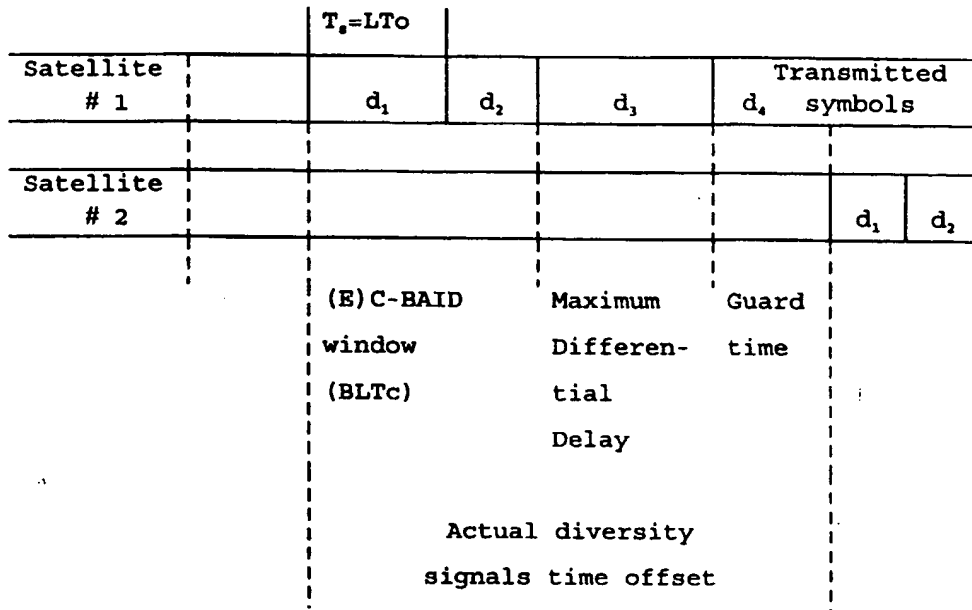 Tₛ=LTo
Satellite # 1
d₁
d₂
d₃
d₄
Transmitted symbols
Satellite # 2
d₁
d₂
(E)C-BAID
window
(BLTc)
Maximum
Differen-
tial
Delay
Guard
time
Actual diversity
signals time offset